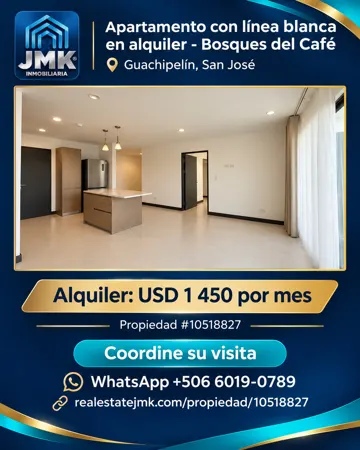 JMK
INMOBILIARIA
Apartamento con línea blanca
en alquiler - Bosques del Café
Guachipelín, San José
Alquiler: USD 1 450 por mes
Propiedad #10518827
Coordine su visita
WhatsApp +506 6019-0789
realestatejmk.com/propiedad/10518827